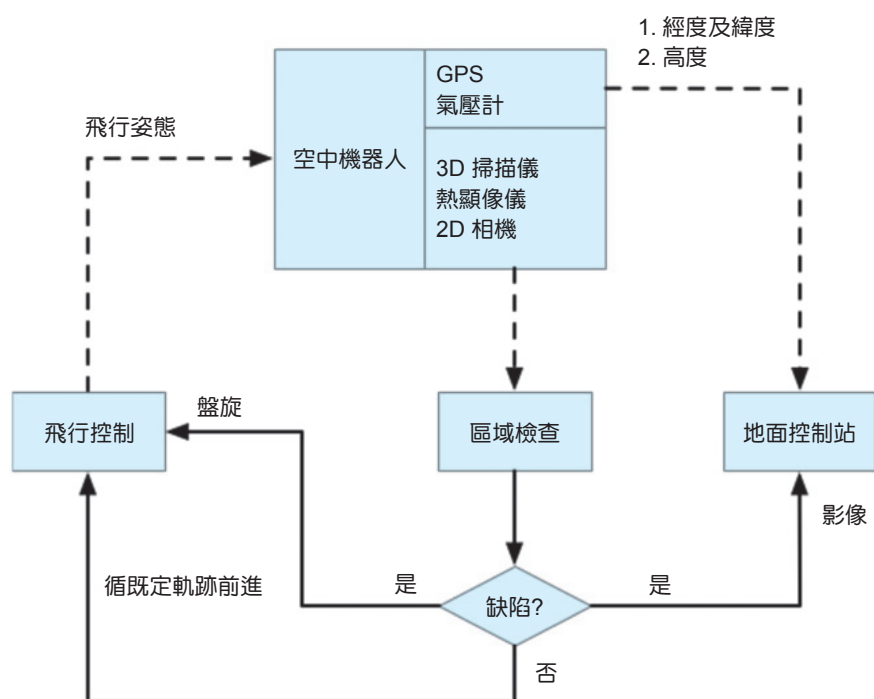 1. 經度及緯度
2. 高度
GPS
氣壓計
飛行姿態
空中機器人
3D 掃描儀
熱顯像儀
2D 相機
盤旋
飛行控制
區域檢查
地面控制站
影像
循既定軌跡前進
是
缺陷?
是
否